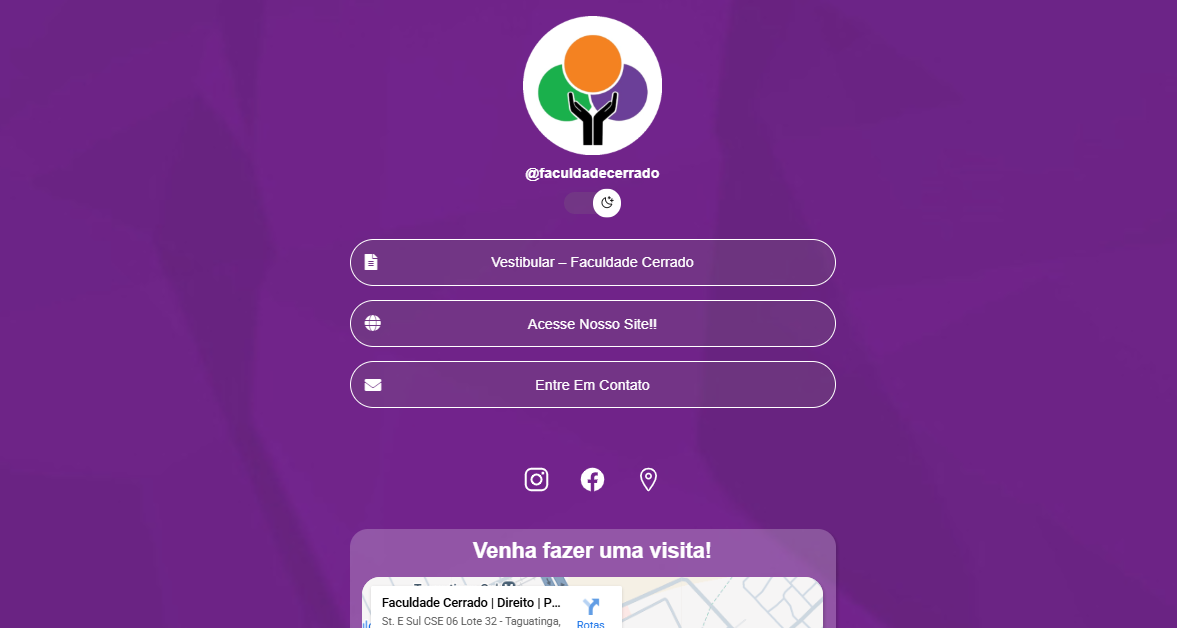 @faculdadecerrado
Vestibular – Faculdade Cerrado
Acesse Nosso Site!!
Entre Em Contato
Venha fazer uma visita!
Faculdade Cerrado | Direito | P...
St. E Sul CSE 06 Lote 32 - Taguatinga,
Rotas